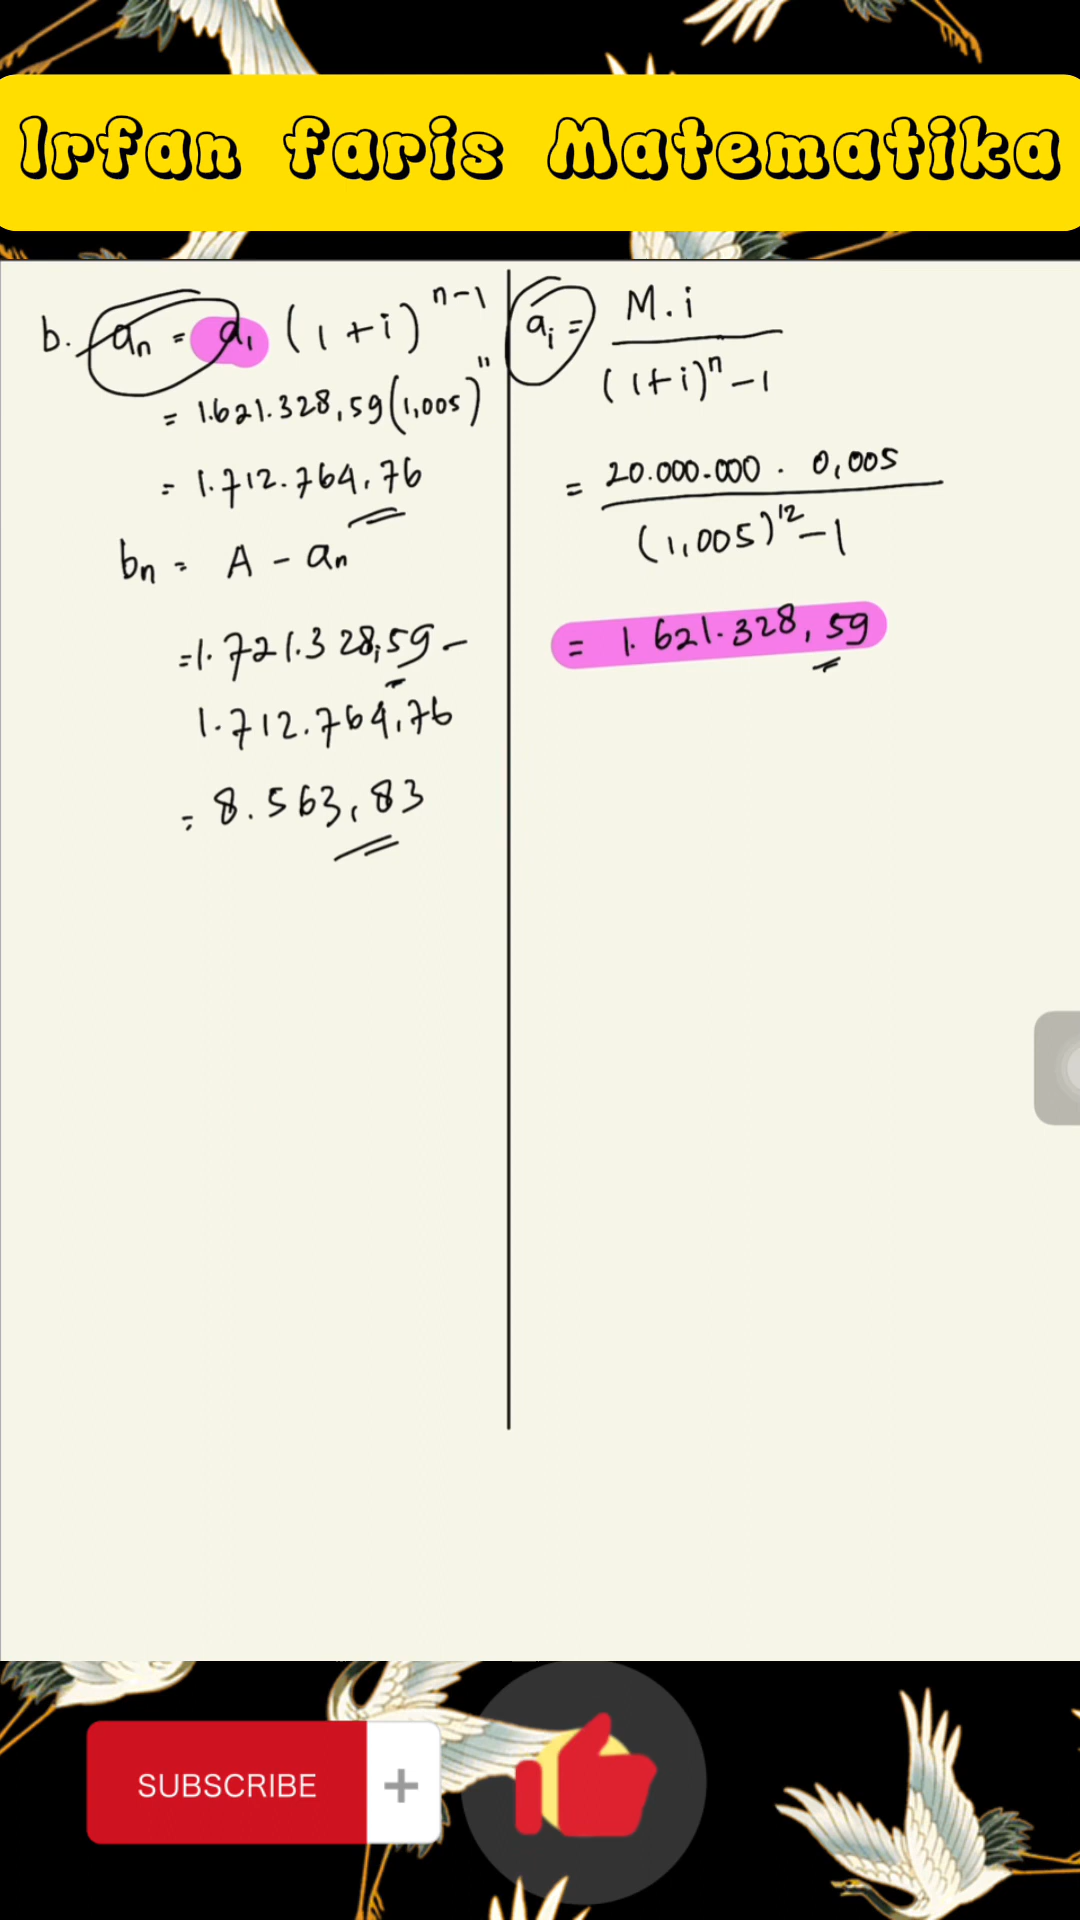 Irfan faris Matematika
b. an = a1 (1+i)^n-1
= 1.621.328,59(1,005)^11
= 1.712.764,76
bn = A - an
=1.721.328,59-
1.712.764,76
= 8.563,83
ai = M.i
(1+i)^n-1
= 20.000.000 . 0,005
(1,005)^12-1
= 1.621.328,59
SUBSCRIBE +